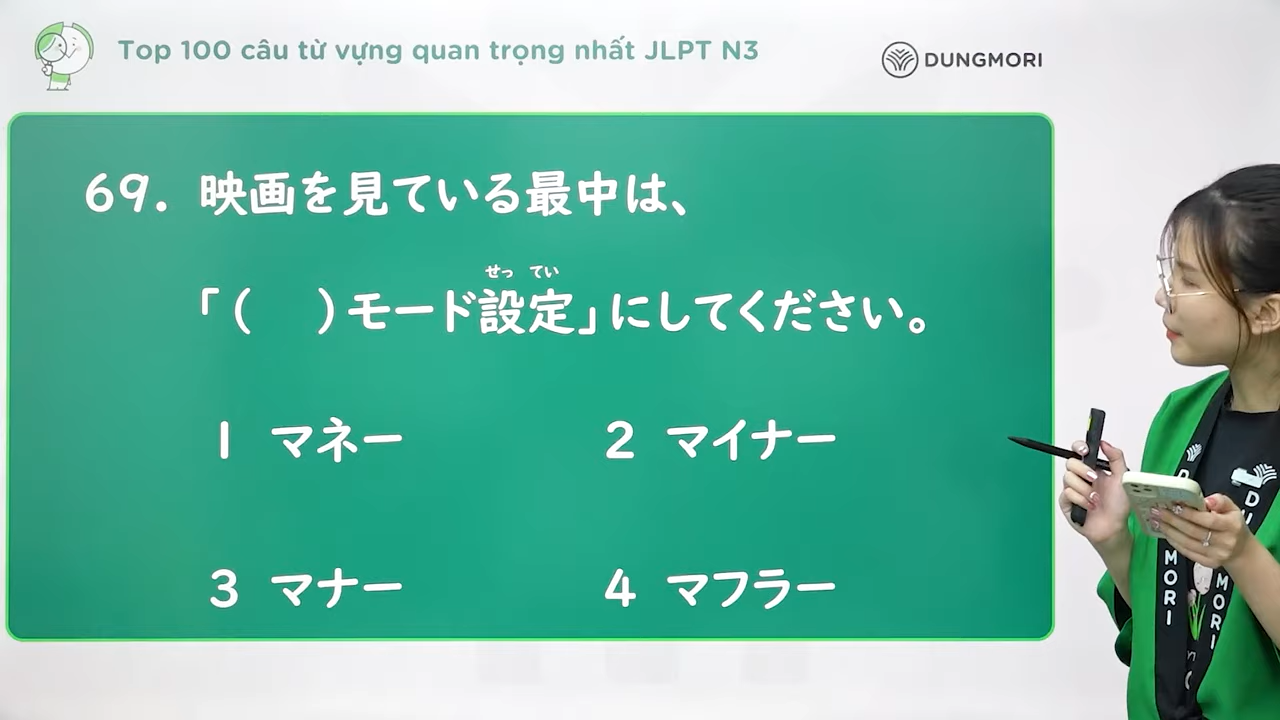 Top 100 câu từ vựng quan trọng nhất JLPT N3
DUNGMORI
69. 映画を見ている最中は、
せっ てい
「(　)モード設定」にしてください。
1 マネー
2 マイナー
3 マナー
4 マフラー
MORI
MORI